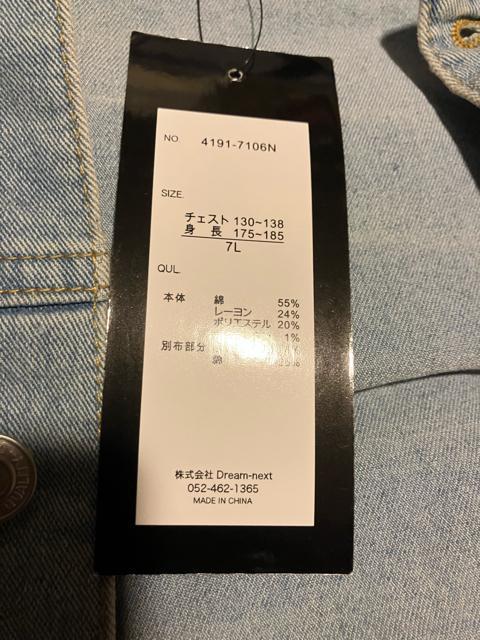 NO. 4191-7106N
SIZE.
チェスト 130~138
身 長 175~185
7L
QUL.
本体 綿 55%
レーヨン 24%
ポリエステル 20%
1%
別布部分
綿
株式会社 Dream-next
052-462-1365
MADE IN CHINA